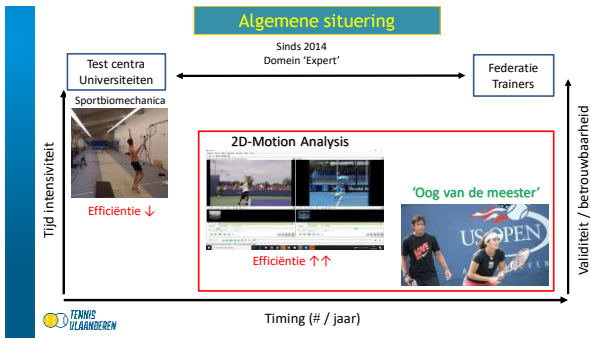 Algemene situering
Sinds 2014
Domein ‘Expert’
Test centra
Universiteiten
Federatie
Trainers
Sportbiomechanica
2D-Motion Analysis
‘Oog van de meester’
US OPEN
Efficiëntie ↓
Efficiëntie ↑↑
Tijd intensiviteit
Validiteit / betrouwbaarheid
Timing (# / jaar)
TENNIS
VLAANDEREN